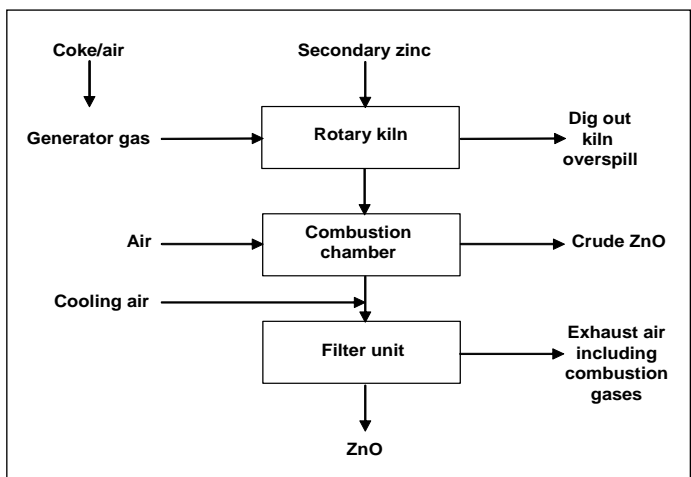 Coke/air
Secondary zinc
Generator gas
Rotary kiln
Dig out
kiln
overspill
Air
Combustion
chamber
Crude ZnO
Cooling air
Filter unit
Exhaust air
including
combustion
gases
ZnO